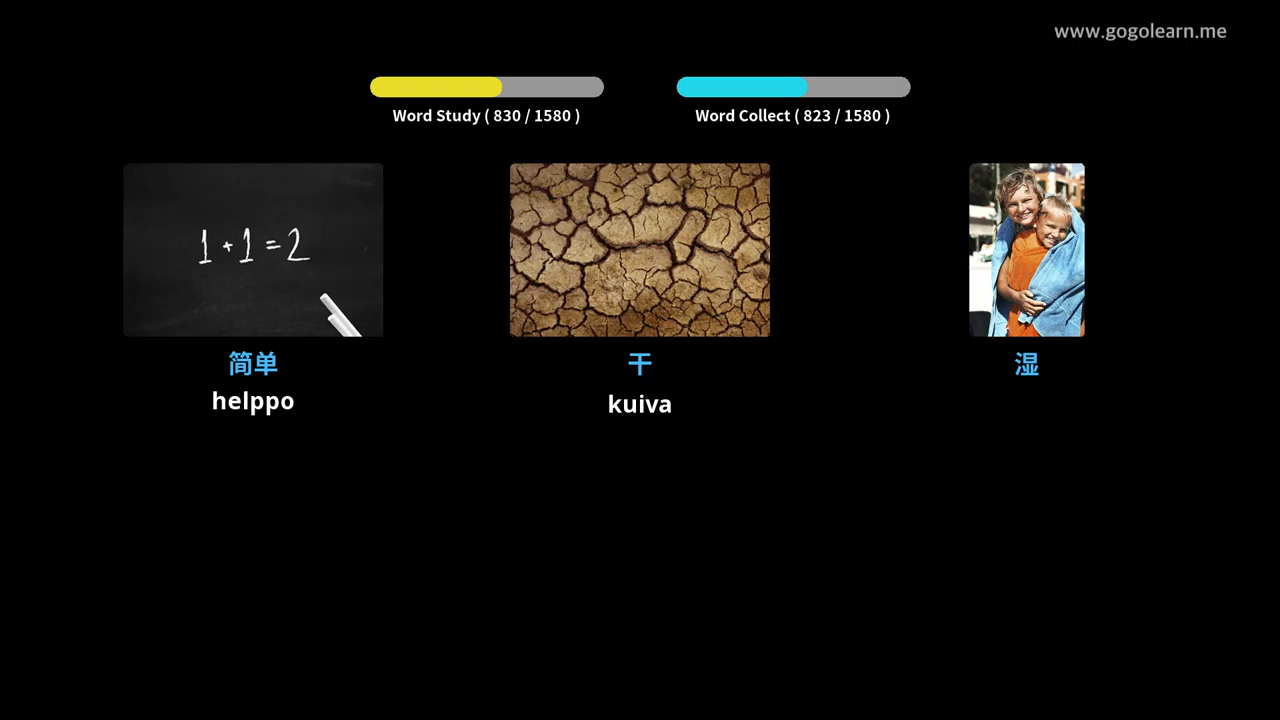 www.gogolearn.me
Word Study ( 830 / 1580 )
Word Collect ( 823 / 1580 )
1 + 1 = 2
简单
干
湿
helppo
kuiva